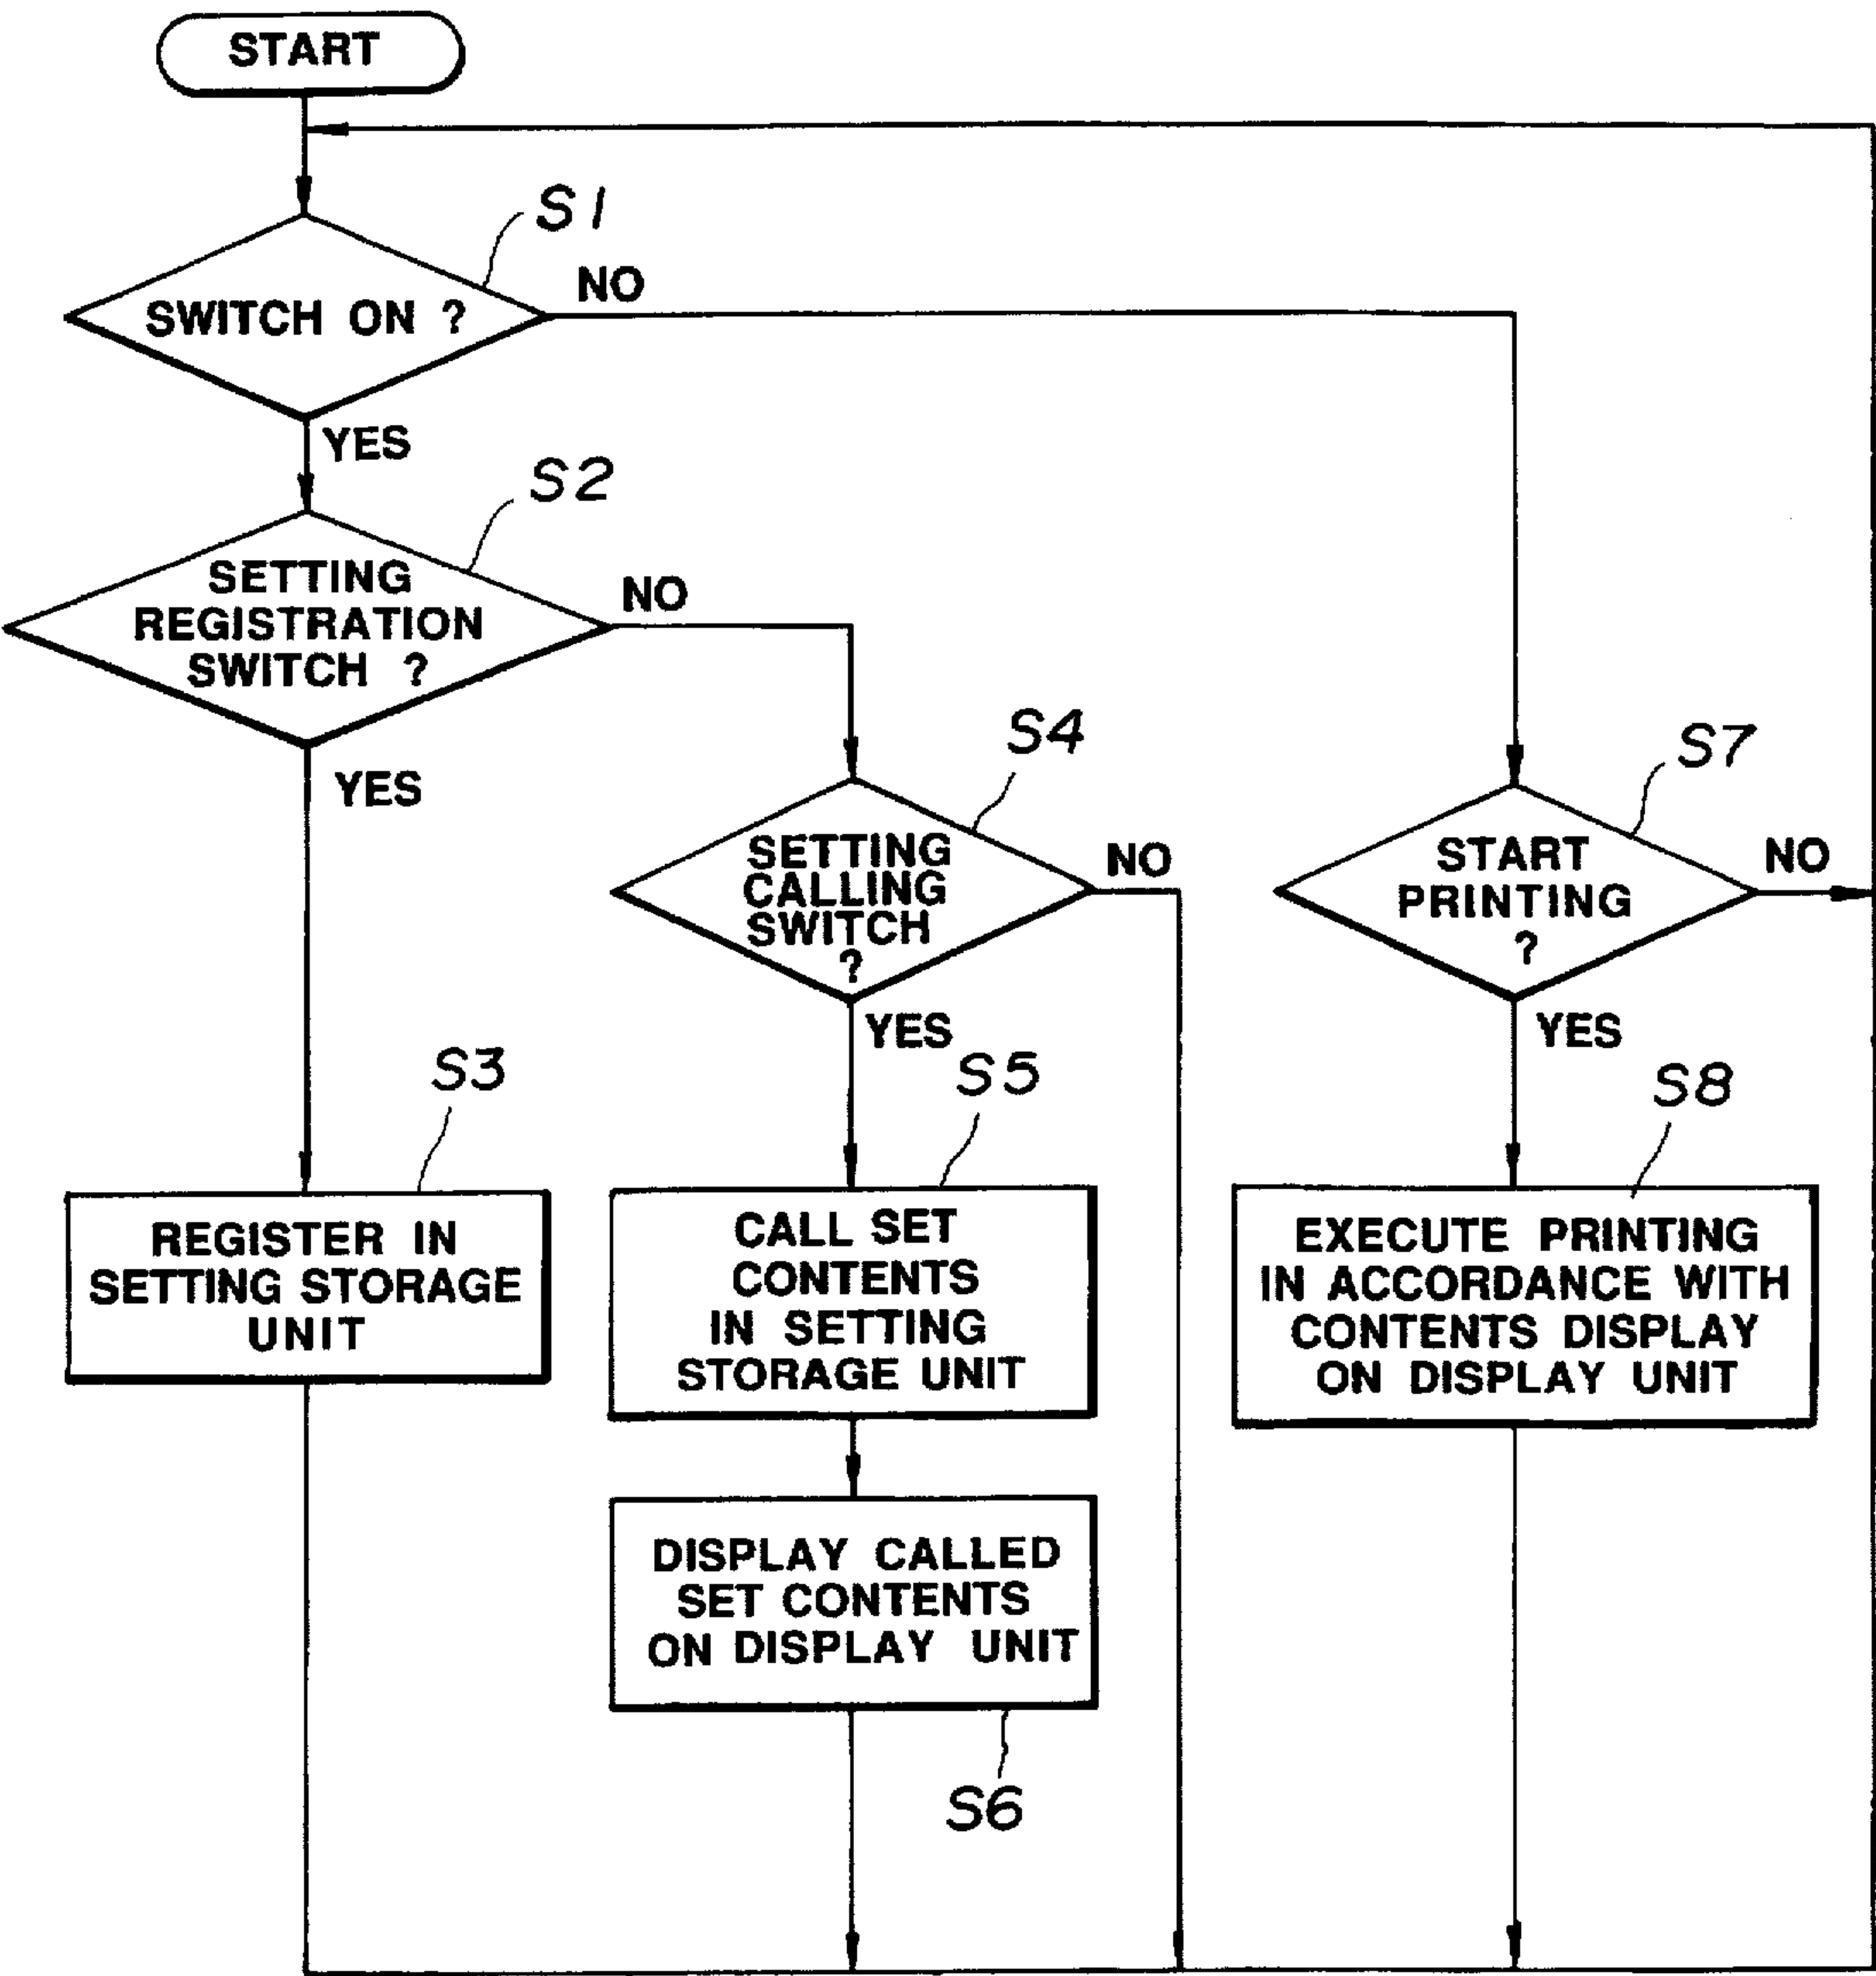 START
S1
NO
SWITCH ON ?
YES
S2
SETTING
REGISTRATION
SWITCH ?
NO
YES
S4
SETTING
CALLING
SWITCH
?
NO
YES
S7
START
PRINTING
?
NO
YES
S3
REGISTER IN
SETTING STORAGE
UNIT
S5
CALL SET
CONTENTS
IN SETTING
STORAGE UNIT
S8
EXECUTE PRINTING
IN ACCORDANCE WITH
CONTENTS DISPLAY
ON DISPLAY UNIT
DISPLAY CALLED
SET CONTENTS
ON DISPLAY UNIT
S6